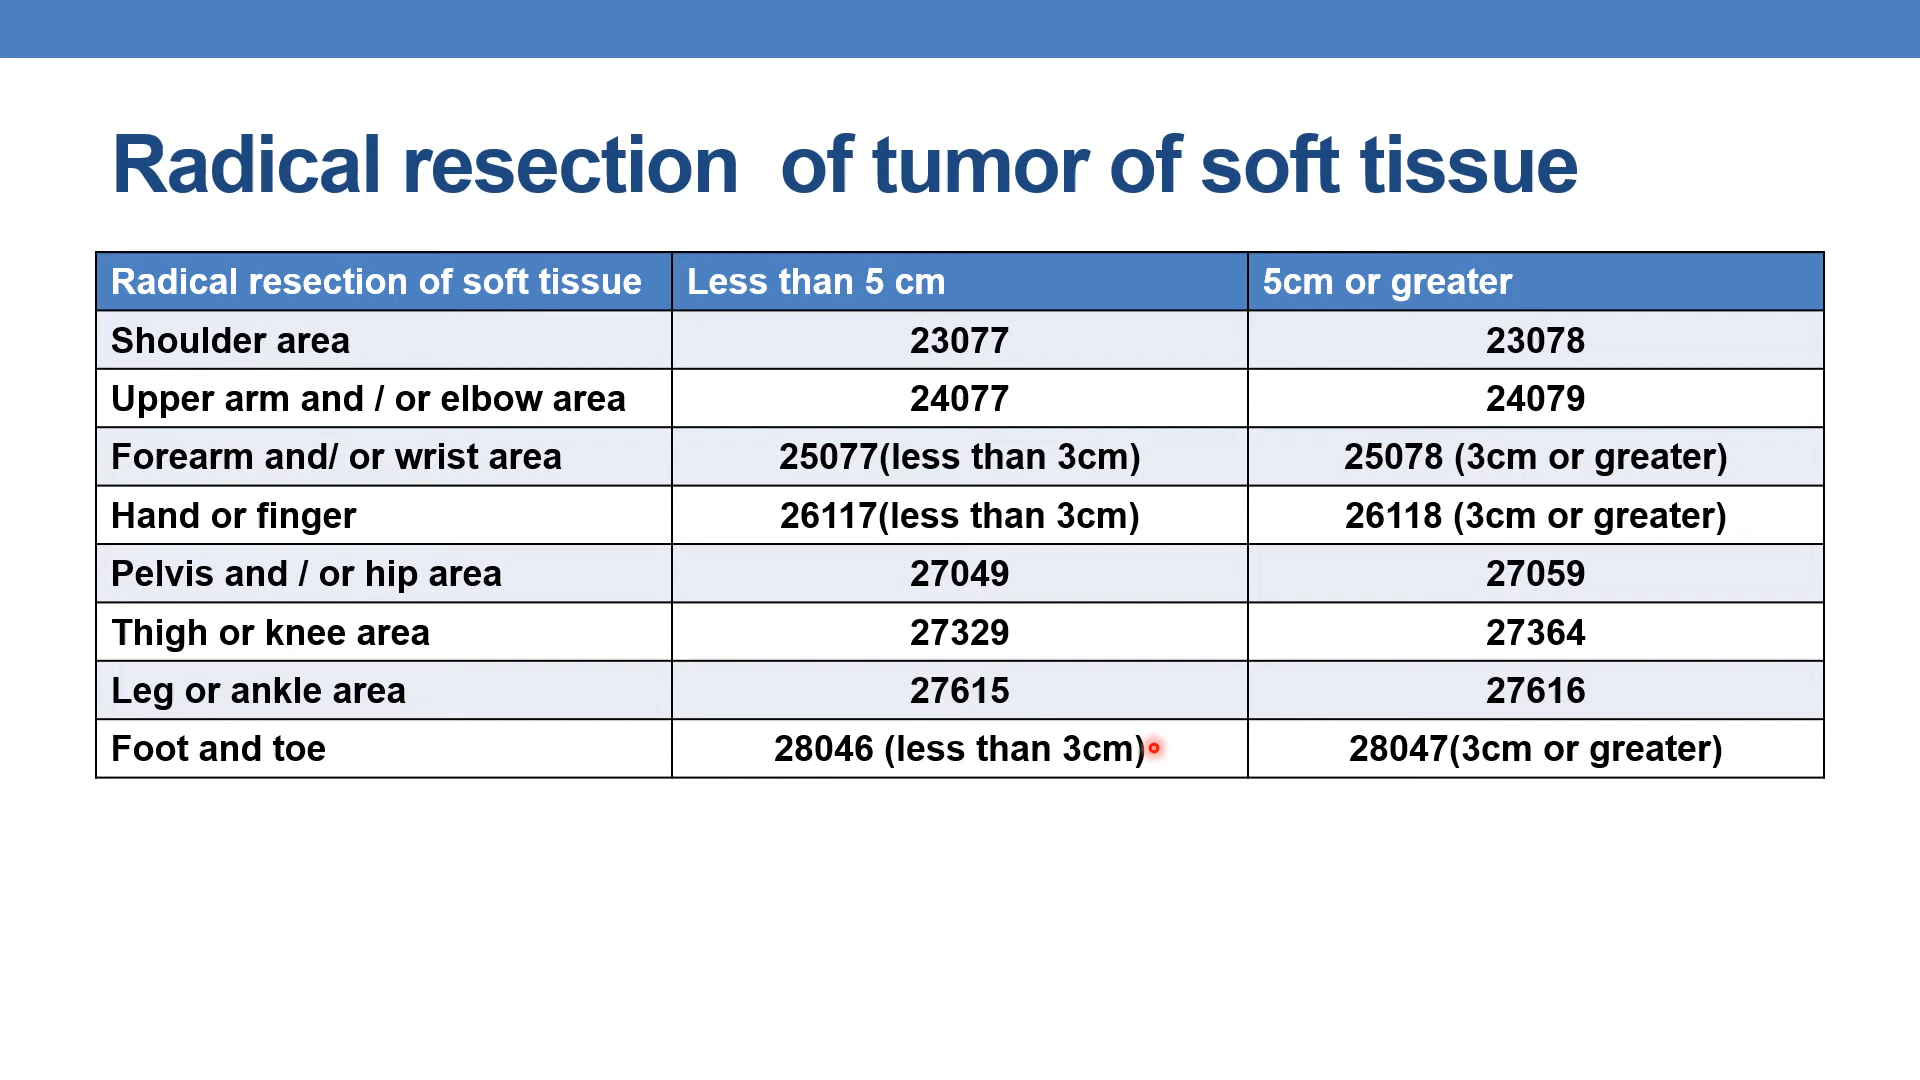 Radical resection  of tumor of soft tissue
Radical resection of soft tissue Less than 5 cm 5cm or greater
Shoulder area 23077 23078
Upper arm and / or elbow area 24077 24079
Forearm and/ or wrist area 25077(less than 3cm) 25078 (3cm or greater)
Hand or finger 26117(less than 3cm) 26118 (3cm or greater)
Pelvis and / or hip area 27049 27059
Thigh or knee area 27329 27364
Leg or ankle area 27615 27616
Foot and toe 28046 (less than 3cm) 28047(3cm or greater)